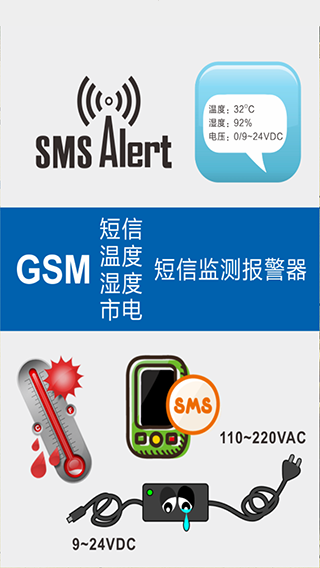 SMS Alert
温度：32°C
湿度：92%
电压：0/9~24VDC
GSM
短信
温度
湿度
市电
短信监测报警器
SMS
110~220VAC
9~24VDC